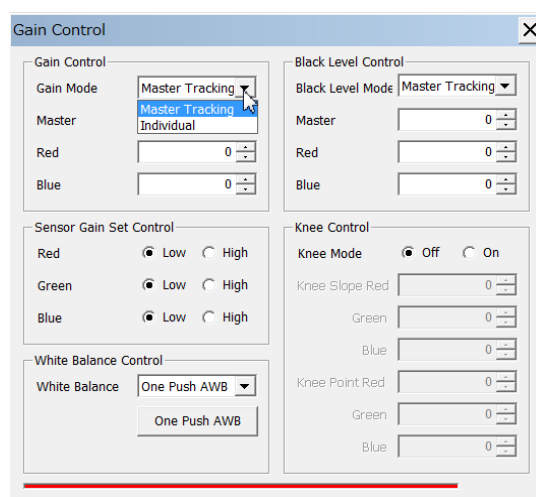 Gain Control
Gain Control
Gain Mode Master Tracking
Master Tracking
Individual
Master
Red 0
Blue 0
Black Level Control
Black Level Mode Master Tracking
Master 0
Red 0
Blue 0
Sensor Gain Set Control
Red Low High
Green Low High
Blue Low High
Knee Control
Knee Mode Off On
Knee Slope Red 0
Green 0
Blue 0
Knee Point Red 0
Green 0
Blue 0
White Balance Control
White Balance One Push AWB
One Push AWB